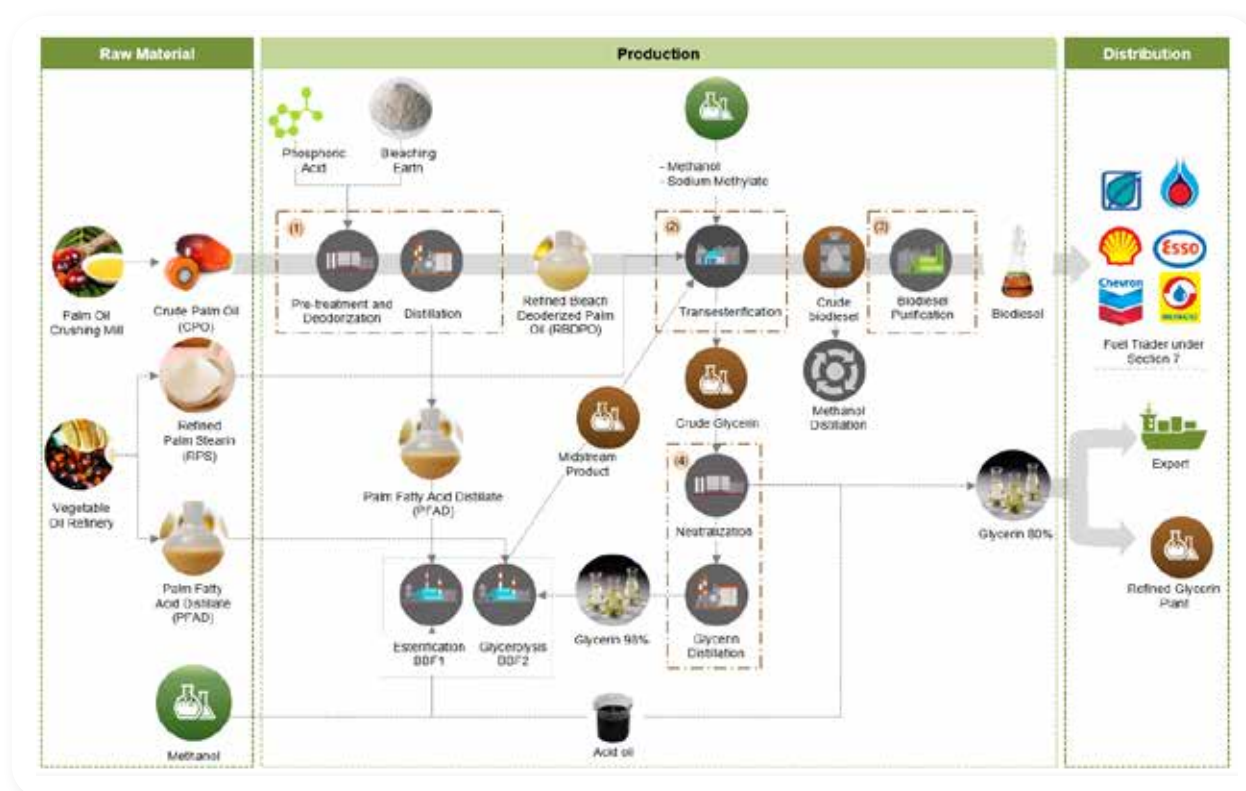 Raw Material
Production
Distribution
Phosphoric
Acid
Bleaching
Earth
- Methanol
- Sodium Methylate
(1)
(2)
(3)
Palm Oil
Crushing Mill
Crude Palm Oil
(CPO)
Pre-treatment and
Deodorization
Distillation
Refined Bleach
Deodorized Palm
Oil (RBDPO)
Transesterification
Crude
biodiesel
Biodiesel
Purification
Biodiesel
Esso
Chevron
Fuel Trader under
Section 7
Refined
Palm Stearin
(RPS)
Midstream
Product
Crude Glycerin
Methanol
Distillation
Export
Vegetable
Oil Refinery
Palm Fatty Acid Distillate
(PFAD)
(4)
Neutralization
Glycerin 80%
Palm Fatty
Acid Distillate
(PFAD)
Esterification
BBF1
Glycerolysis
BBF2
Glycerin 98%
Glycerin
Distillation
Refined Glycerin
Plant
Methanol
Acid oil